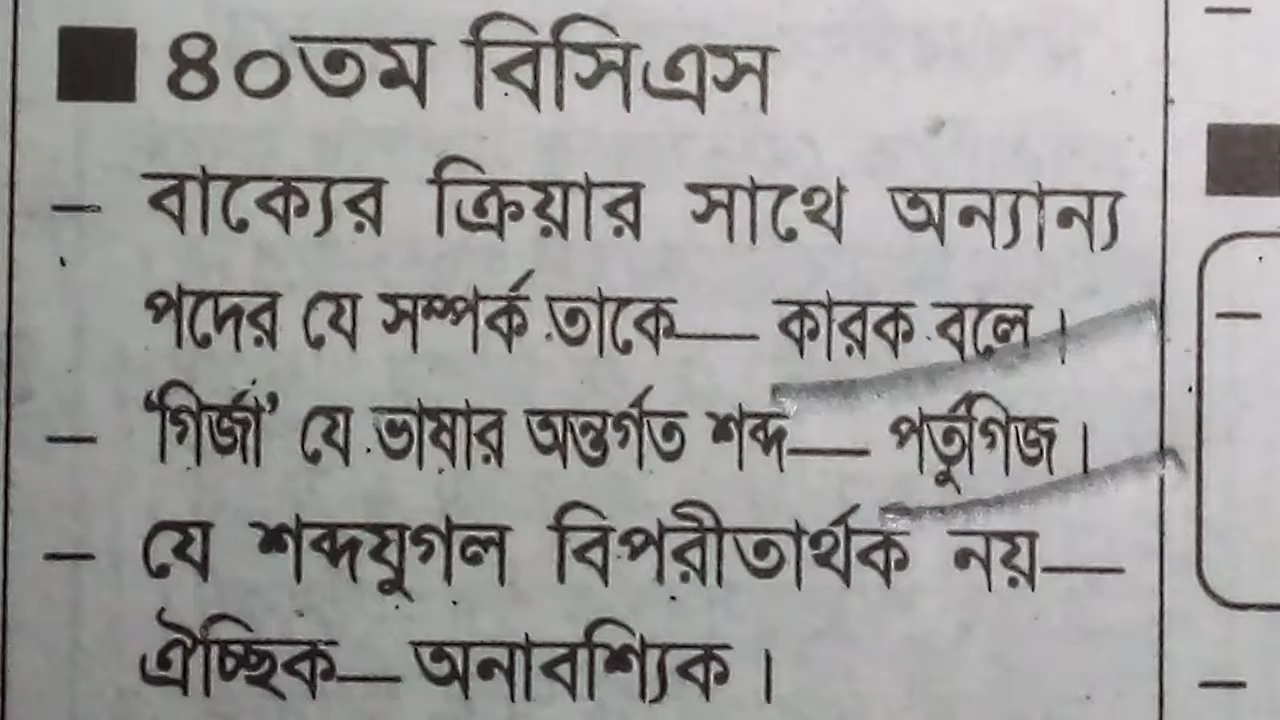 ৪০তম বিসিএস
– বাক্যের ক্রিয়ার সাথে অন্যান্য
পদের যে সম্পর্ক তাকে— কারক বলে।
– ‘গির্জা’ যে ভাষার অন্তর্গত শব্দ— পর্তুগিজ।
– যে শব্দযুগল বিপরীতার্থক নয়—
ঐচ্ছিক— অনাবশ্যিক।